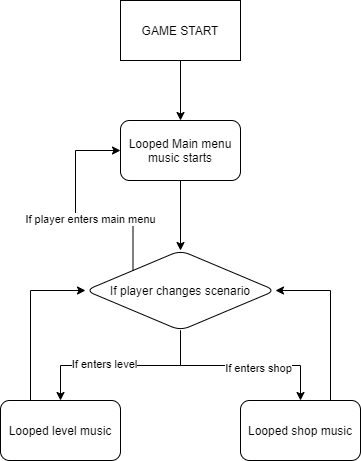 GAME START
Looped Main menu
music starts
If player enters main menu
If player changes scenario
If enters level
If enters shop
Looped level music
Looped shop music